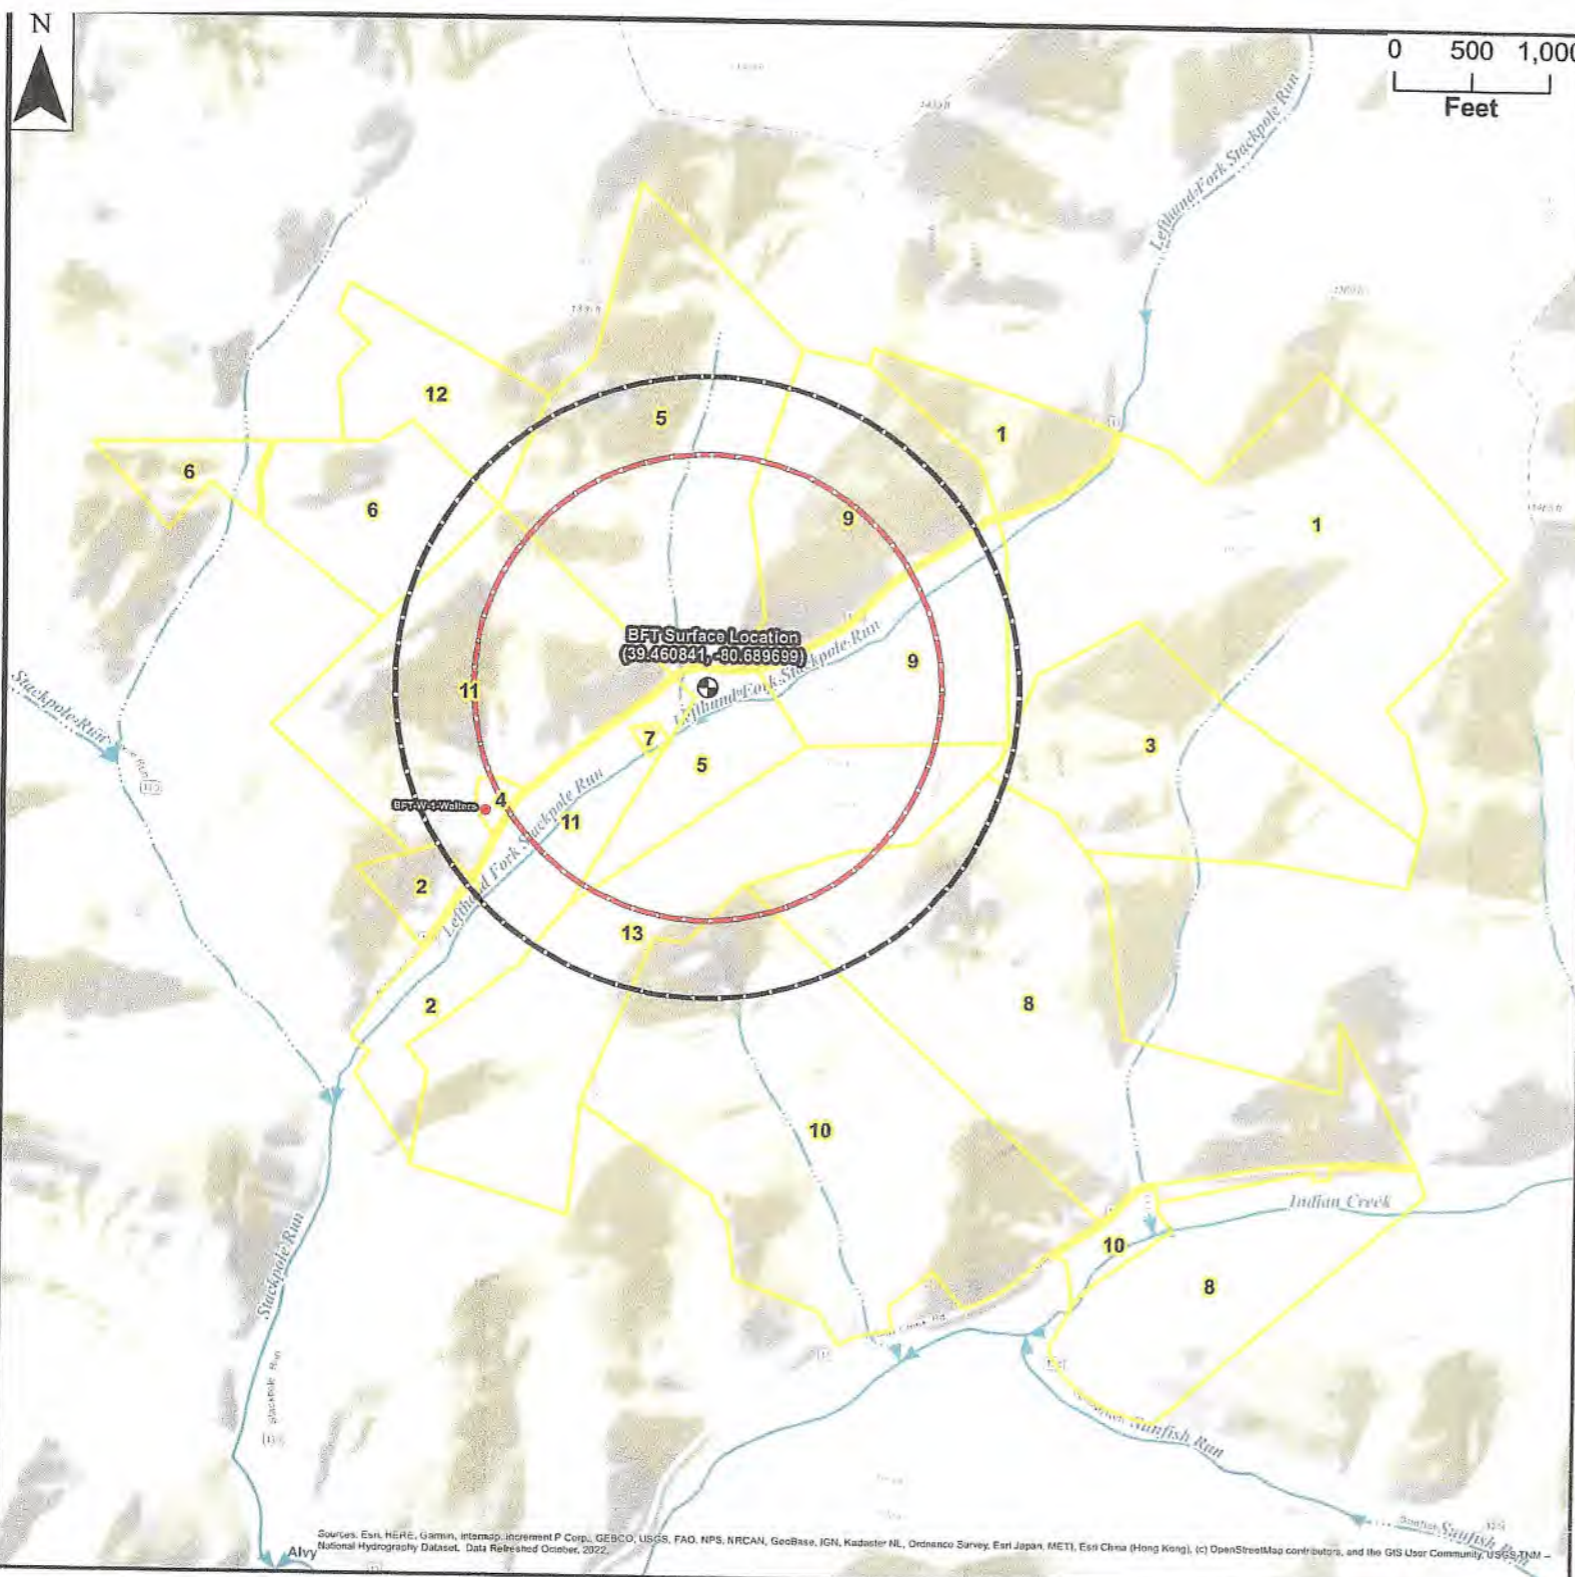 N
0 500 1,000
Feet
Lefthand Fork Stackpole Run
12
5
1
6
6
9
1
BFT Surface Location
(39.460841, -80.689699)
Lefthand Fork Stackpole Run
9
11
Stackpole Run
7
5
3
BFT-W-1-Walters
4
11
Lefthand Fork Stackpole Run
2
13
2
8
10
Indian Creek
10
Stackpole Run
8
Stackpole Run
Sunfish Run
Sunfish Run
Alvy
Sources: Esri, HERE, Garmin, Intermap, increment P Corp., GEBCO, USGS, FAO, NPS, NRCAN, GeoBase, IGN, Kadaster NL, Ordnance Survey, Esri Japan, METI, Esri China (Hong Kong), (c) OpenStreetMap contributors, and the GIS User Community, USGS TNM –
National Hydrography Dataset. Data Refreshed October, 2022.